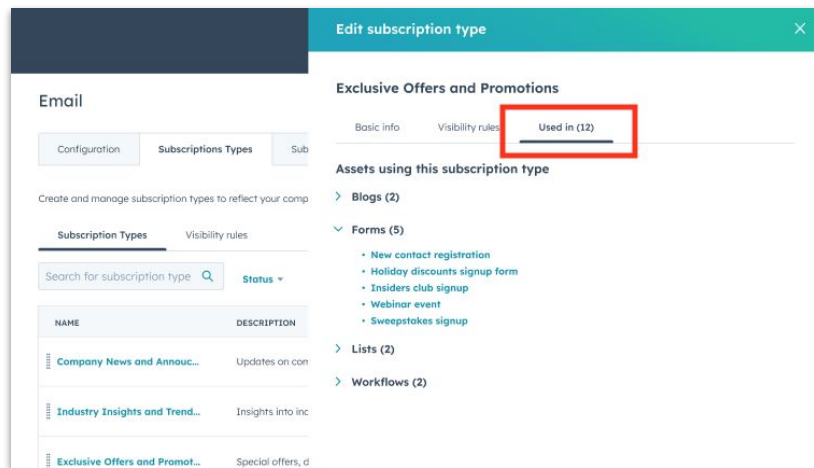 Email
Configuration
Subscriptions Types
Sub
Create and manage subscription types to reflect your comp
Subscription Types
Visibility rules
Search for subscription type
Status
NAME
DESCRIPTION
Company News and Annouc...
Updates on com
Industry Insights and Trend...
Insights into inc
Exclusive Offers and Promot...
Special offers, d
Edit subscription type
Exclusive Offers and Promotions
Basic info
Visibility rules
Used in (12)
Assets using this subscription type
Blogs (2)
Forms (5)
• New contact registration
• Holiday discounts signup form
• Insiders club signup
• Webinar event
• Sweepstakes signup
Lists (2)
Workflows (2)